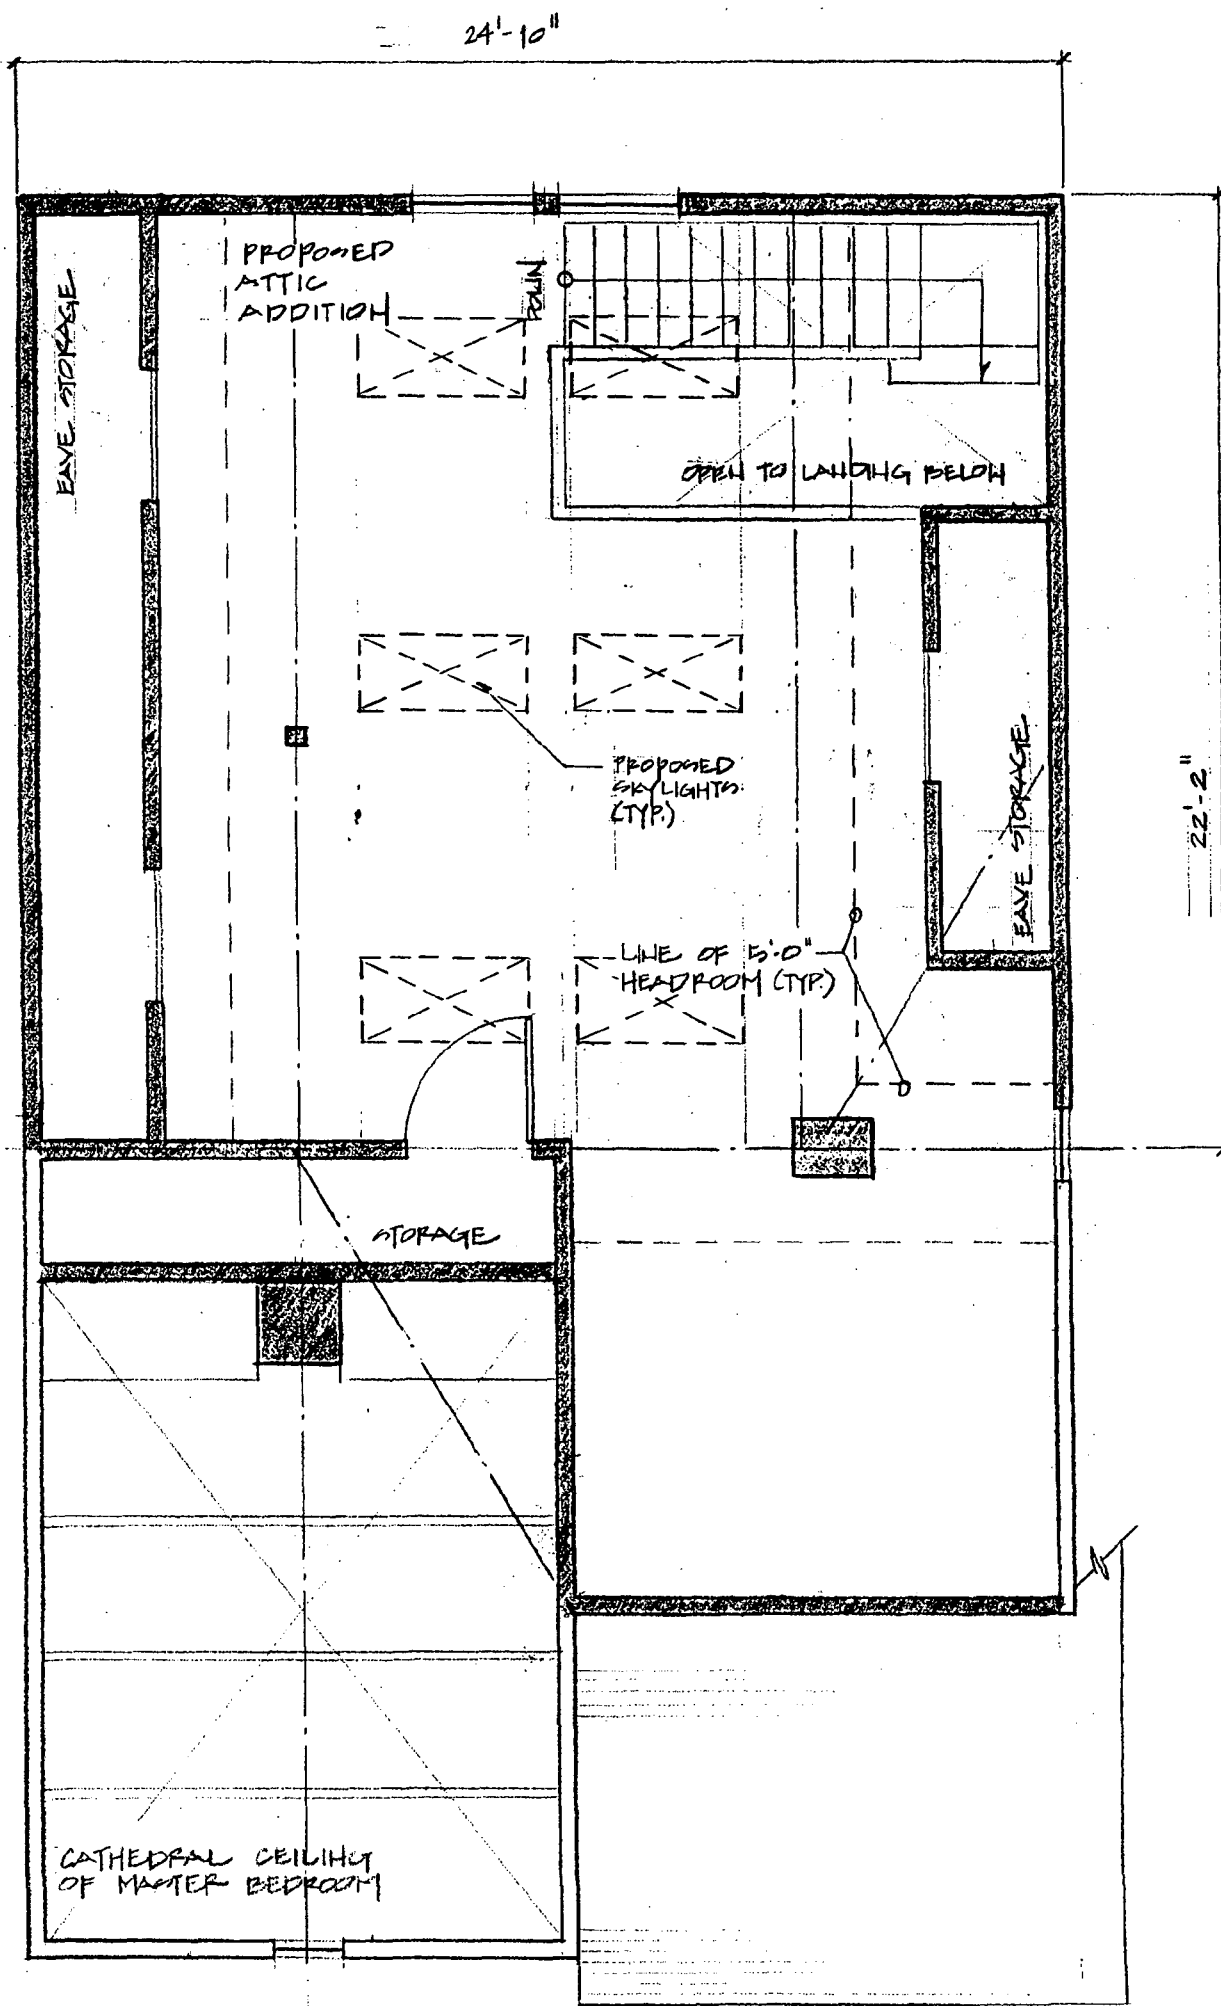 24'-10"
PROPOSED
ATTIC
ADDITION
DOWN
EAVE STORAGE
OPEN TO LANDING BELOW
PROPOSED
SKYLIGHTS
(TYP.)
22'-2"
EAVE STORAGE
LINE OF 5'-0"
HEADROOM (TYP.)
STORAGE
CATHEDRAL CEILING
OF MASTER BEDROOM